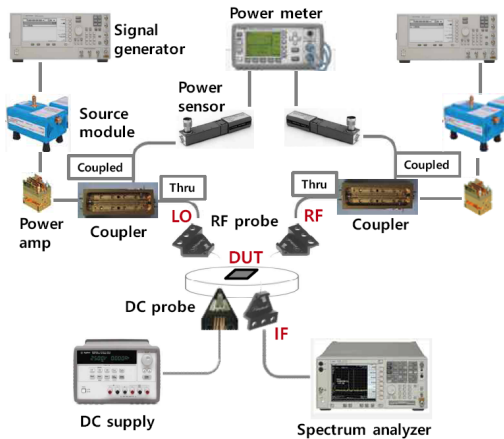 Signal
generator
Power meter
Power
sensor
Source
module
Coupled
Coupled
Thru
Thru
Power
amp
Coupler
LO
RF probe
RF
Coupler
DUT
DC probe
IF
DC supply
Spectrum analyzer